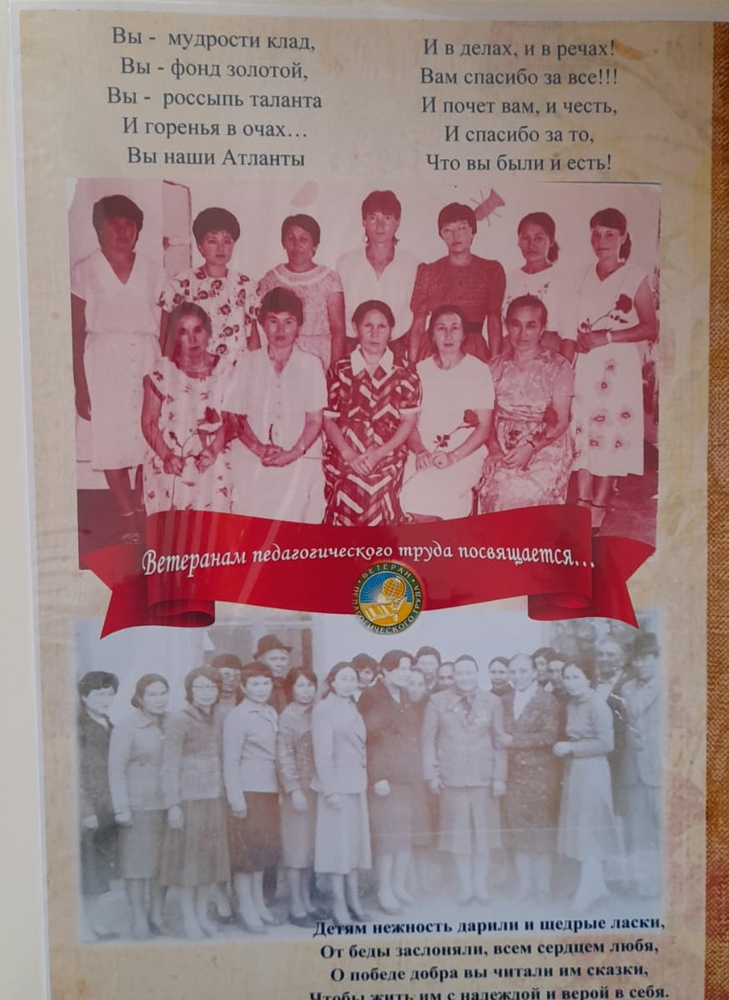 Вы -  мудрости клад,
Вы - фонд золотой,
Вы -  россыпь таланта
И горенья в очах…
Вы наши Атланты
И в делах, и в речах!
Вам спасибо за все!!!
И почет вам, и честь,
И спасибо за то,
Что вы были и есть!
Ветеранам педагогического труда посвящается...
• ВЕТЕРАН •
ПЕДАГОГИЧЕСКОГО ТРУДА
Детям нежность дарили и щедрые ласки,
От беды заслоняли, всем сердцем любя,
О победе добра вы читали им сказки,
Чтобы жить им с надеждой и верой в себя.